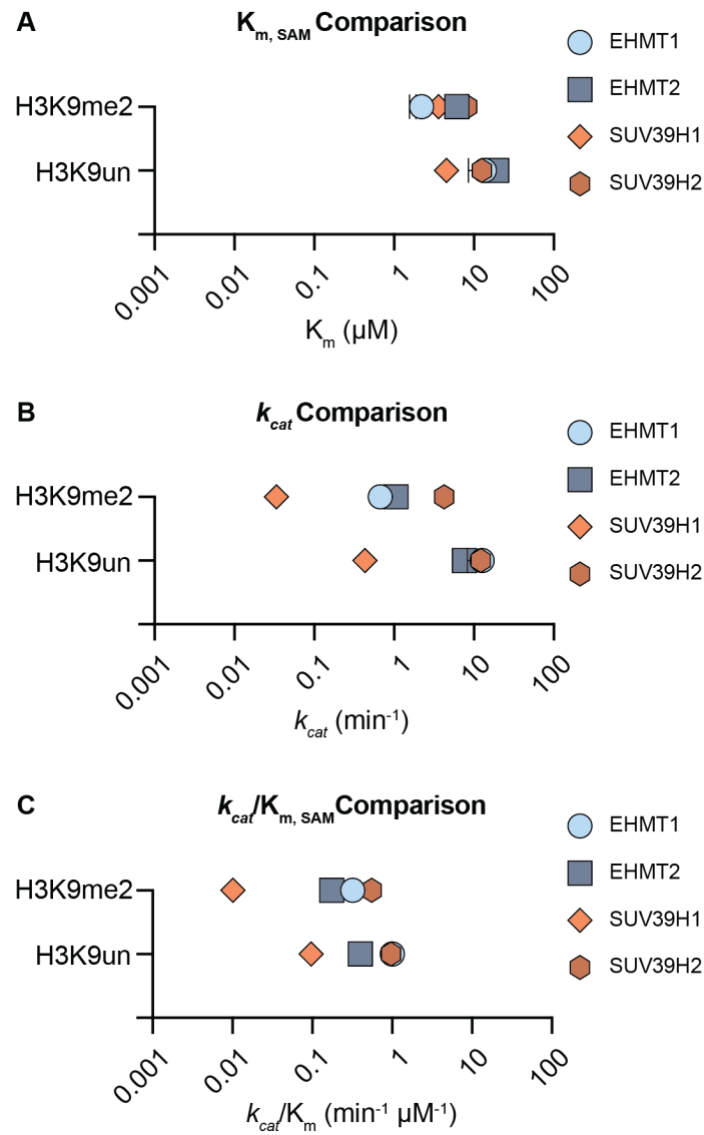 A
Km, SAM Comparison
H3K9me2
H3K9un
0.001
0.01
0.1
1
10
100
Km (µM)
EHMT1
EHMT2
SUV39H1
SUV39H2
B
kcat Comparison
H3K9me2
H3K9un
0.001
0.01
0.1
1
10
100
kcat (min-1)
EHMT1
EHMT2
SUV39H1
SUV39H2
C
kcat/Km, SAM Comparison
H3K9me2
H3K9un
0.001
0.01
0.1
1
10
100
kcat/Km (min-1 µM-1)
EHMT1
EHMT2
SUV39H1
SUV39H2